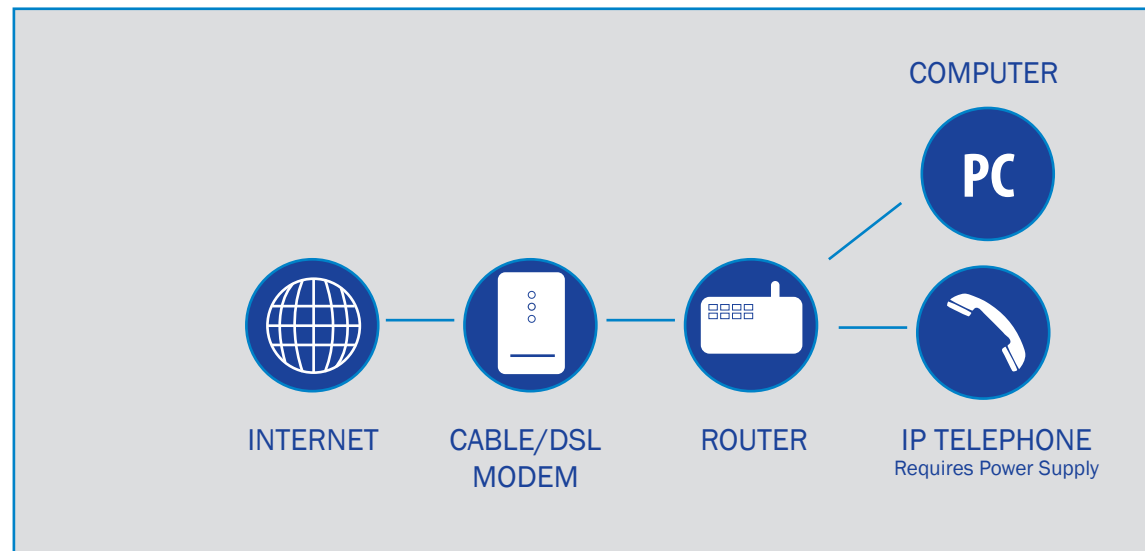 COMPUTER
PC
INTERNET
CABLE/DSL
MODEM
ROUTER
IP TELEPHONE
Requires Power Supply